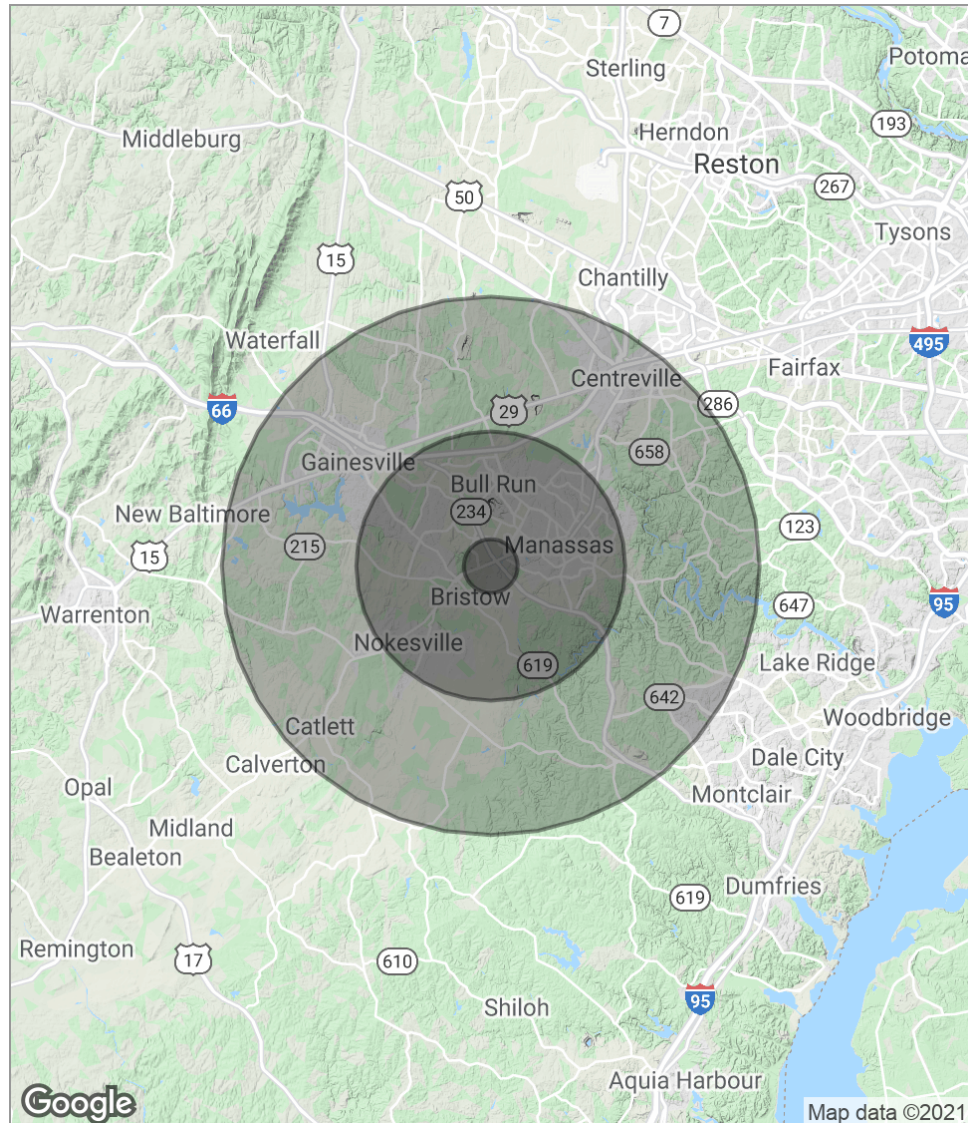 7
Sterling
Potoma
193
Middleburg
Herndon
Reston
267
50
Tysons
15
Chantilly
Waterfall
495
Fairfax
Centreville
66
29
286
658
Gainesville
Bull Run
234
New Baltimore
123
215
Manassas
15
Bristow
95
647
Warrenton
Nokesville
619
Lake Ridge
642
Woodbridge
Catlett
Calverton
Dale City
Opal
Montclair
Midland
Bealeton
Dumfries
619
Remington
17
610
95
Shiloh
Aquia Harbour
Google
Map data ©2021